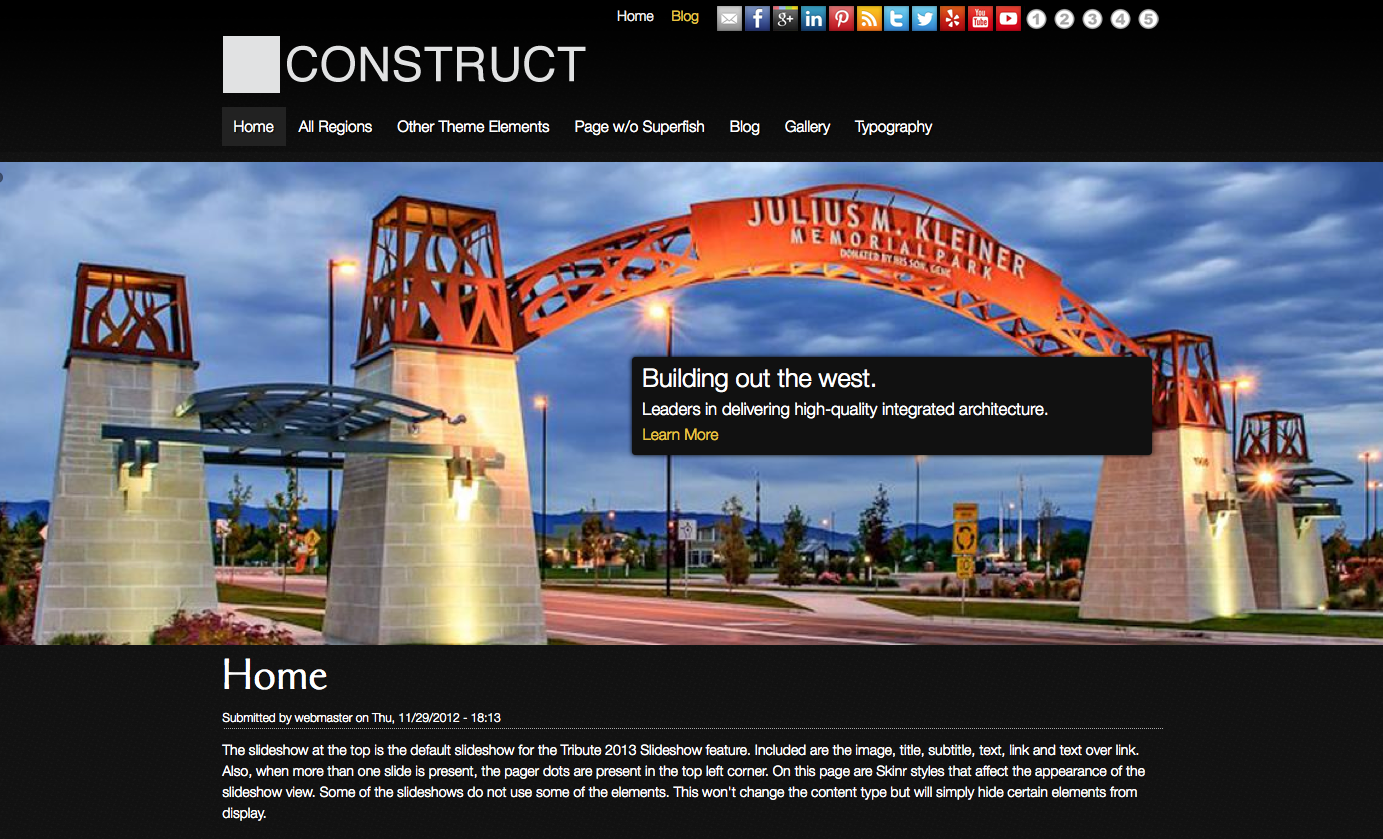 Home Blog g+ in You Tube 1 2 3 4 5
CONSTRUCT
Home All Regions Other Theme Elements Page w/o Superfish Blog Gallery Typography
JULIUS M. KLEINER
MEMORIAL PARK
DONATED BY HIS SON, GENE
Building out the west.
Leaders in delivering high-quality integrated architecture.
Learn More
Home
Submitted by webmaster on Thu, 11/29/2012 - 18:13
The slideshow at the top is the default slideshow for the Tribute 2013 Slideshow feature. Included are the image, title, subtitle, text, link and text over link.
Also, when more than one slide is present, the pager dots are present in the top left corner. On this page are Skinr styles that affect the appearance of the
slideshow view. Some of the slideshows do not use some of the elements. This won't change the content type but will simply hide certain elements from
display.